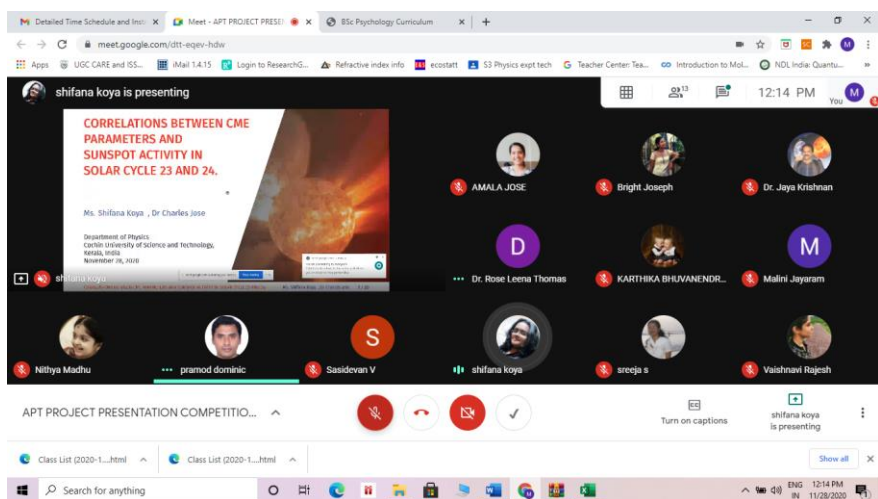 Detailed Time Schedule and Instr
Meet - APT PROJECT PRESEN
BSc Psychology Curriculum
meet.google.com/dtt-eqev-hdw
Apps
UGC CARE and ISS...
iMail 1.4.15
Login to ResearchG...
Refractive index info
ecostatt
S3 Physics expt tech
Teacher Center: Tea...
Introduction to Mol...
NDL India: Quantu...
shifana koya is presenting
13
12:14 PM
You
M
CORRELATIONS BETWEEN CME
PARAMETERS AND
SUNSPOT ACTIVITY IN
SOLAR CYCLE 23 AND 24.
Ms. Shifana Koya , Dr Charles Jose
Department of Physics
Cochin University of Science and Technology,
Kerala, India
November 28, 2020
shifana koya
AMALA JOSE
Bright Joseph
Dr. Jaya Krishnan
D
Dr. Rose Leena Thomas
KARTHIKA BHUVANENDR...
M
Malini Jayaram
Nithya Madhu
pramod dominic
S
Sasidevan V
shifana koya
sreeja s
Vaishnavi Rajesh
APT PROJECT PRESENTATION COMPETITIO...
Turn on captions
shifana koya
is presenting
Class List (2020-1....html
Class List (2020-1....html
Show all
Search for anything
ENG
IN
12:14 PM
11/28/2020